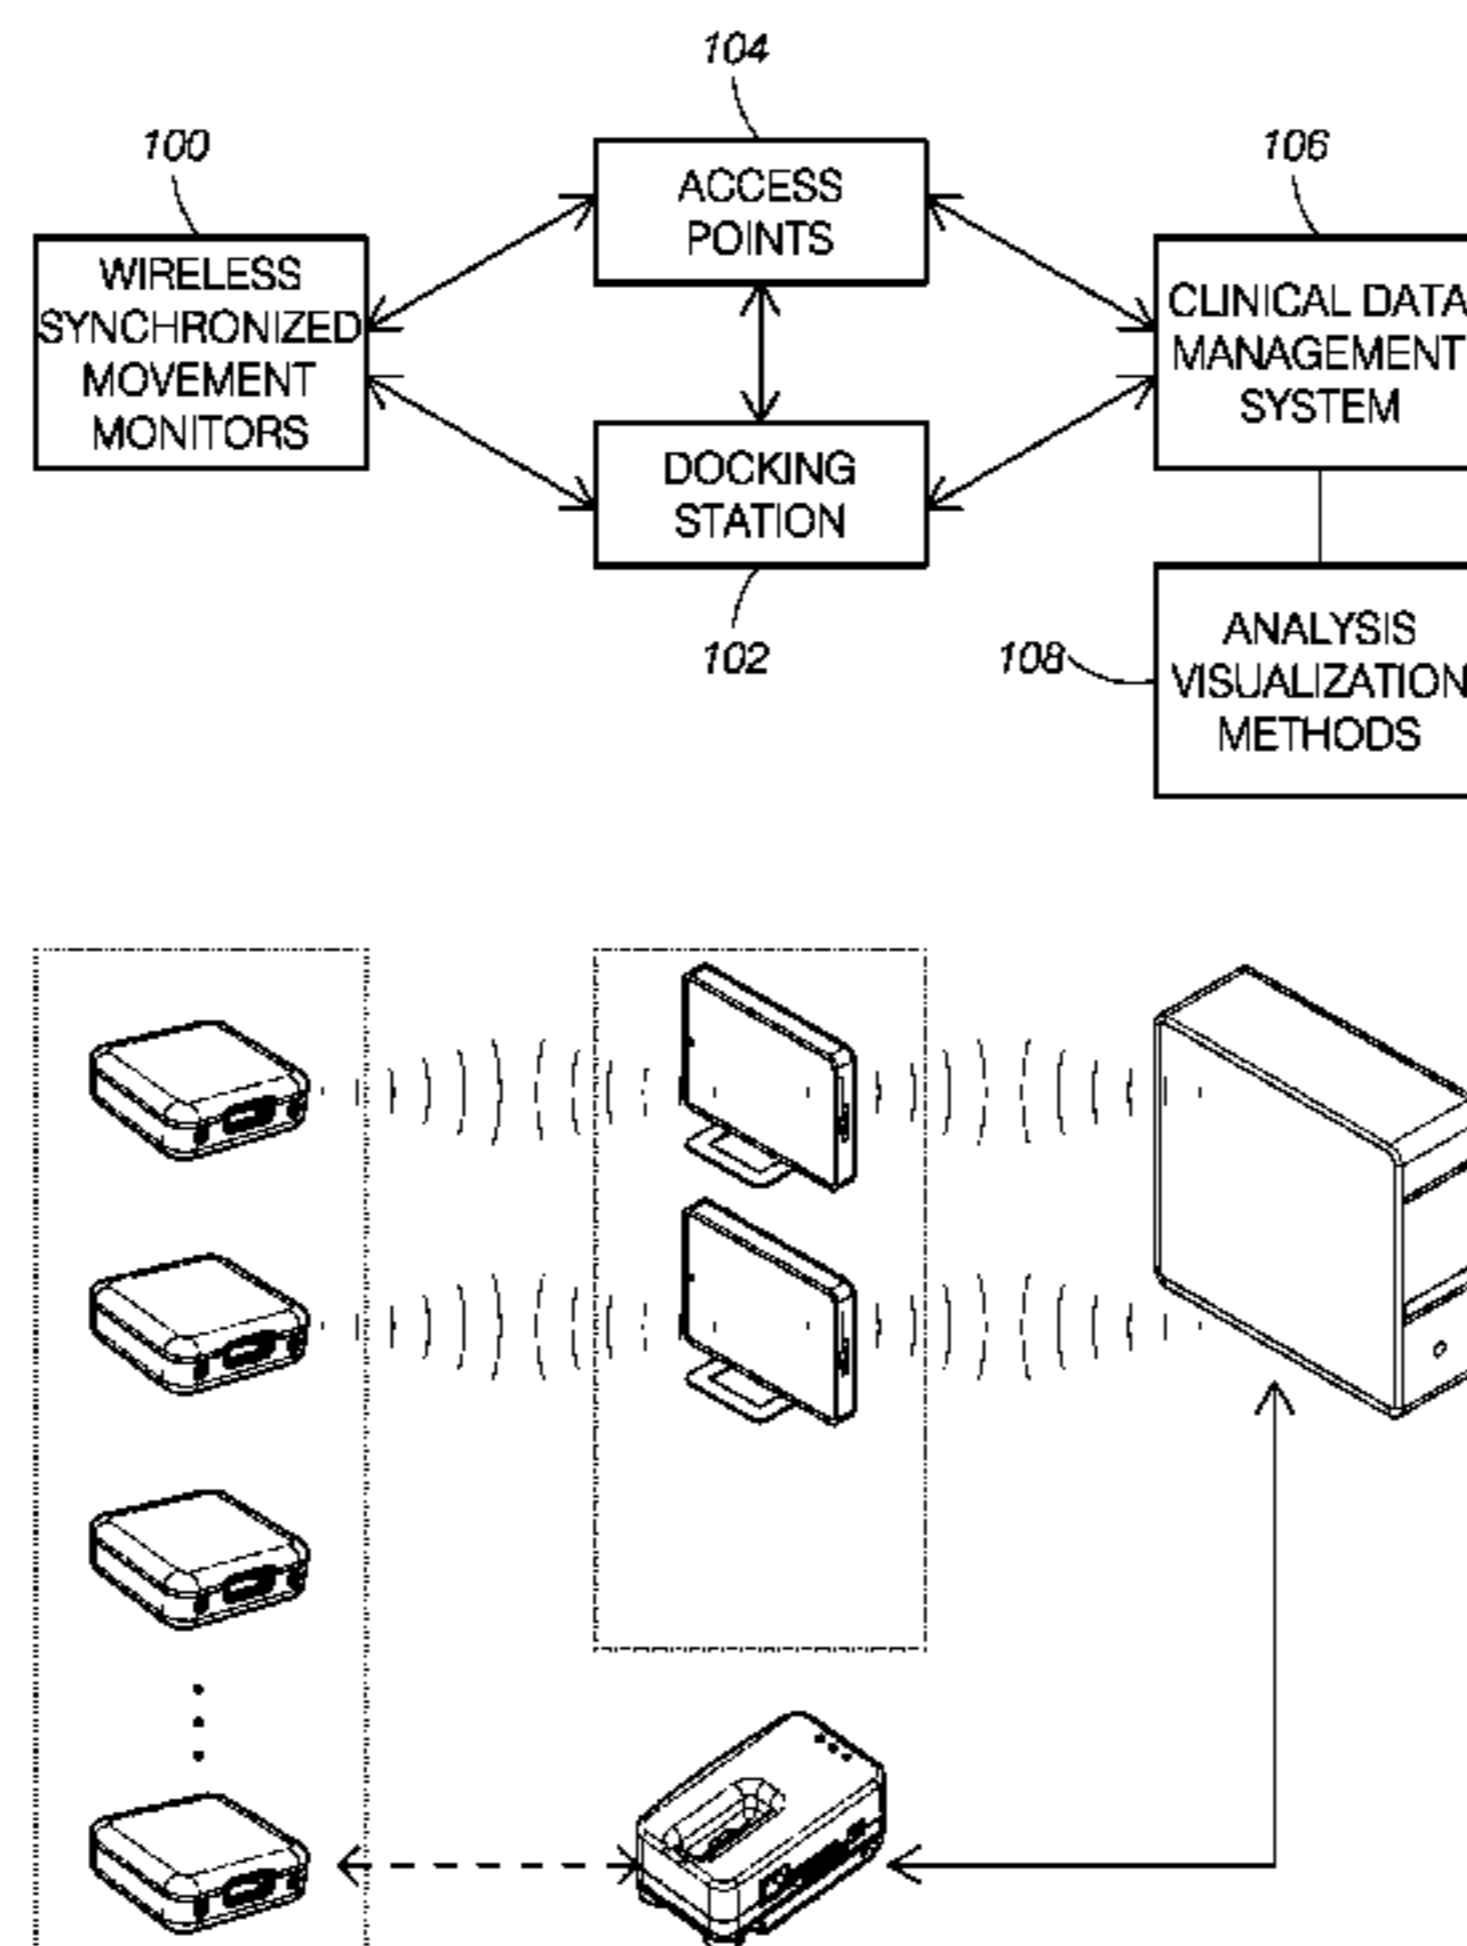 104
100
106
ACCESS
POINTS
WIRELESS
SYNCHRONIZED
MOVEMENT
MONITORS
CLINICAL DATA
MANAGEMENT
SYSTEM
DOCKING
STATION
102
108
ANALYSIS
VISUALIZATION
METHODS